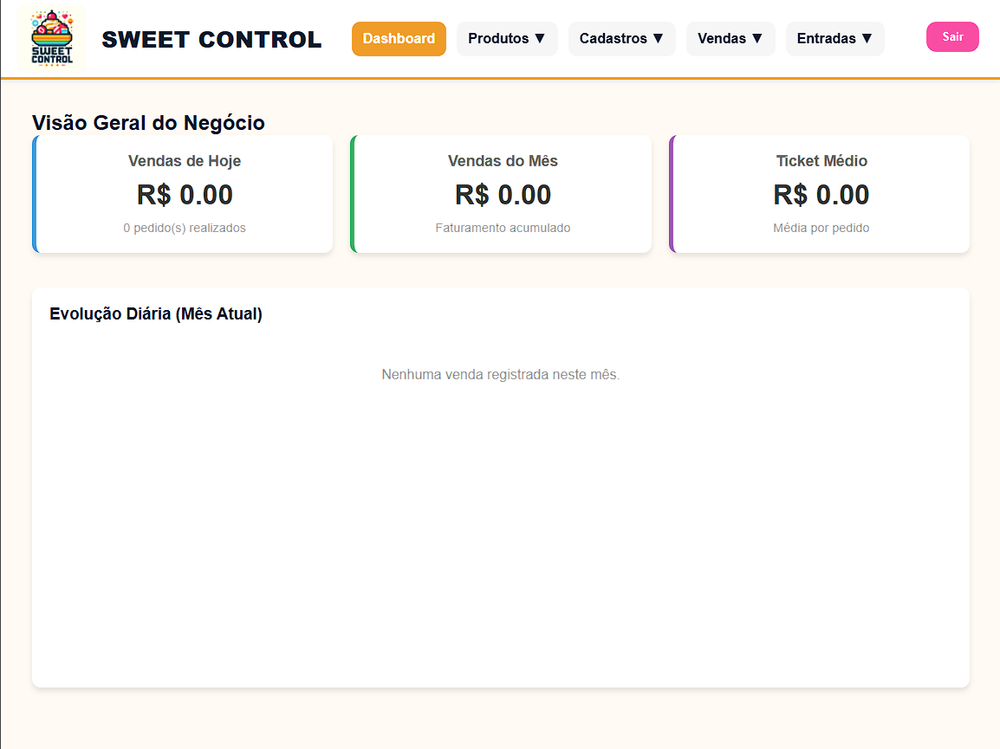 SWEET
CONTROL
SWEET CONTROL
Dashboard
Produtos ▼
Cadastros ▼
Vendas ▼
Entradas ▼
Sair
Visão Geral do Negócio
Vendas de Hoje
R$ 0.00
0 pedido(s) realizados
Vendas do Mês
R$ 0.00
Faturamento acumulado
Ticket Médio
R$ 0.00
Média por pedido
Evolução Diária (Mês Atual)
Nenhuma venda registrada neste mês.